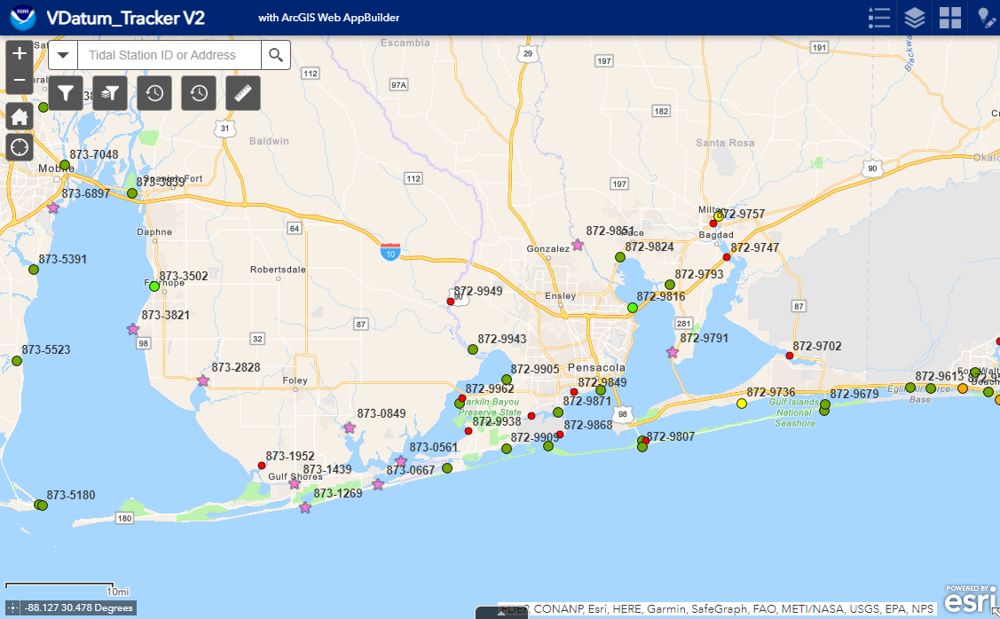 NOAA
VDatum_Tracker V2
with ArcGIS Web AppBuilder
Escambia
Tidal Station ID or Address
29
191
197
112
97A
182
31
Baldwin
Santa Rosa
873-7048
90
Mobile
112
197
Spanish Fort
873-3839
873-6897
Milton
872-9757
64
Daphne
872-9851
Pace
Bagdad
10
Gonzalez
872-9824
872-9747
873-5391
Robertsdale
873-3502
Fairhope
872-9793
872-9949
90
Ensley
872-9816
87
873-3821
87
281
98
32
872-9943
872-9791
873-5523
872-9702
873-2828
872-9905
Pensacola
Foley
872-9962
872-9849
872-9613
872-9736
872-9679
Eglin Air Force
Base
Tarkiln Bayou
Preserve State
872-9871
Gulf Islands
National
Seashore
873-0849
98
872-9938
872-9868
872-9909
872-9807
873-0561
873-1952
873-1439
873-0667
Gulf Shores
873-1269
873-5180
180
10mi
-88.127 30.478 Degrees
FDEP, CONANP, Esri, HERE, Garmin, SafeGraph, FAO, METI/NASA, USGS, EPA, NPS
POWERED BY
esri